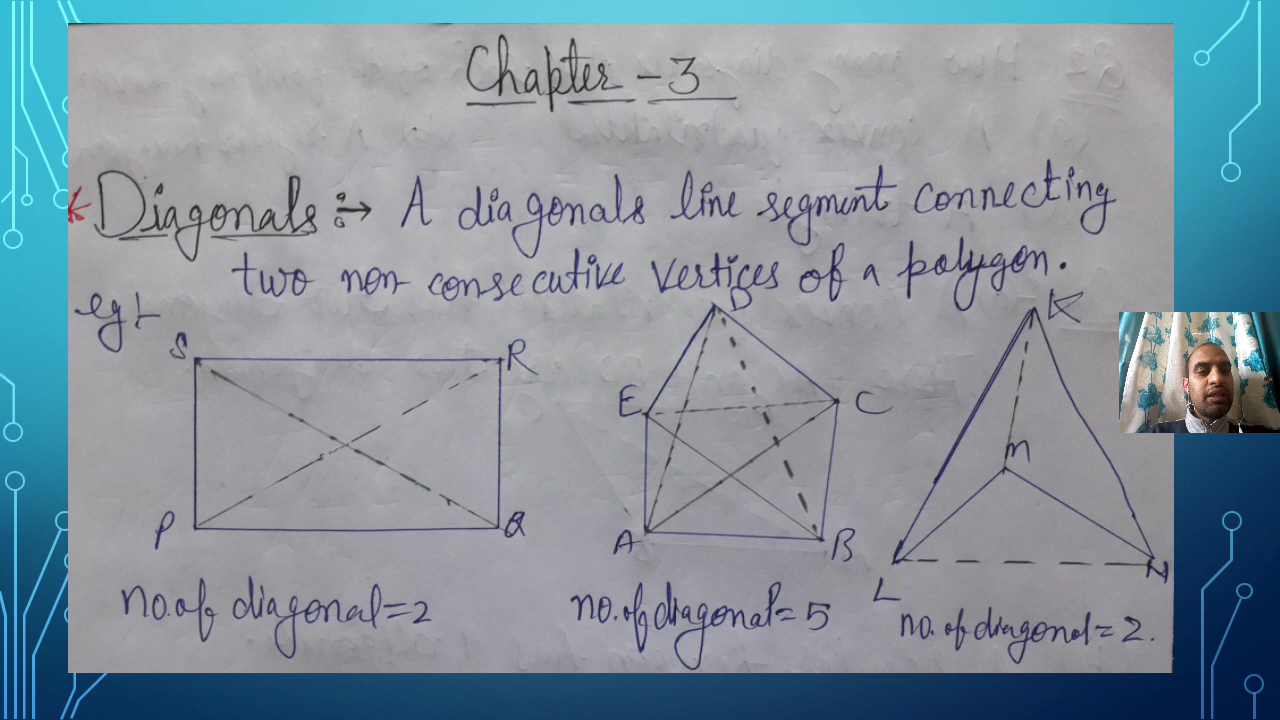 Chapter - 3
* Diagonals :→ A diagonals line segment connecting
two non consecutive vertices of a polygon.
eg:-
S R
P Q
no. of diagonal = 2
D
E C
A B
no. of diagonal = 5
K
m
L N
no. of diagonal = 2.